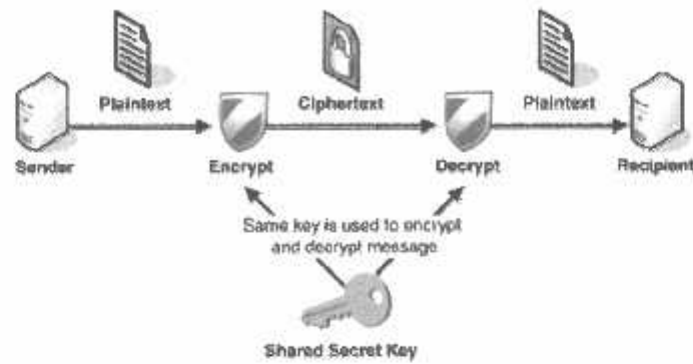 Plaintext
Ciphertext
Plaintext
Sender
Encrypt
Decrypt
Recipient
Same key is used to encrypt
and decrypt message
Shared Secret Key